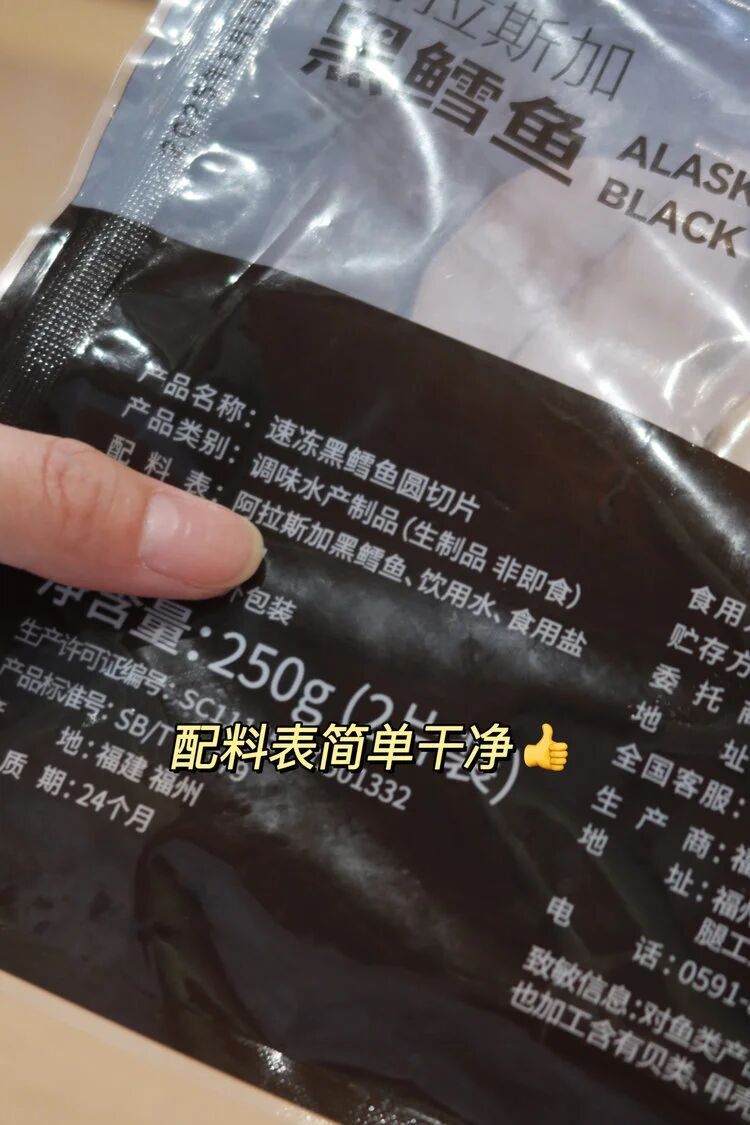 拉斯加
黑鳕鱼
ALASK
BLACK
产品名称：速冻黑鳕鱼圆切片
产品类别：调味水产制品（生制品 非即食）
配料表：阿拉斯加黑鳕鱼、饮用水、食用盐
包装
净含量：250g
生产许可证编号：SC1
产品标准号：SB/T
地：福建 福州
质期：24个月
01332
配料表简单干净👍
食用
贮存方
委托
地址
全国客服：
生产商：福
地址：福州
腿工
电话：0591-
致敏信息：对鱼类产
也加工含有贝类、甲壳